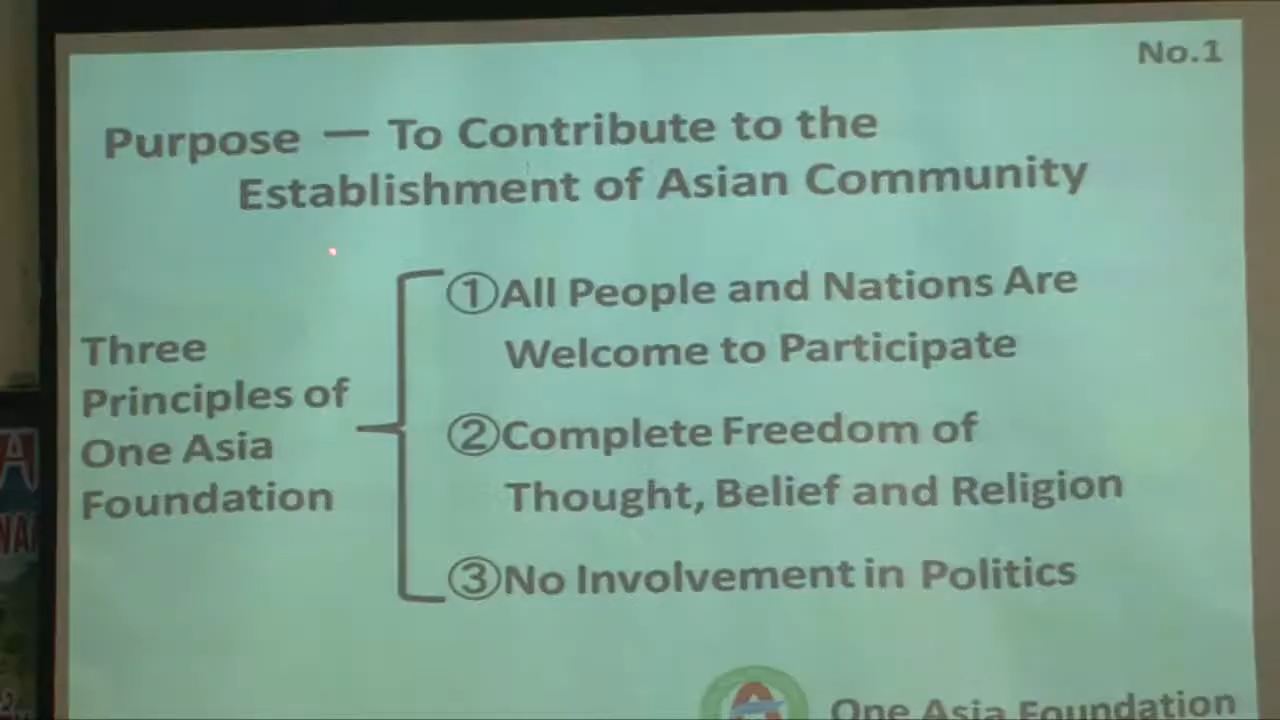 No.1
Purpose — To Contribute to the
Establishment of Asian Community
Three
Principles of
One Asia
Foundation
①All People and Nations Are
Welcome to Participate
②Complete Freedom of
Thought, Belief and Religion
③No Involvement in Politics
One Asia Foundation